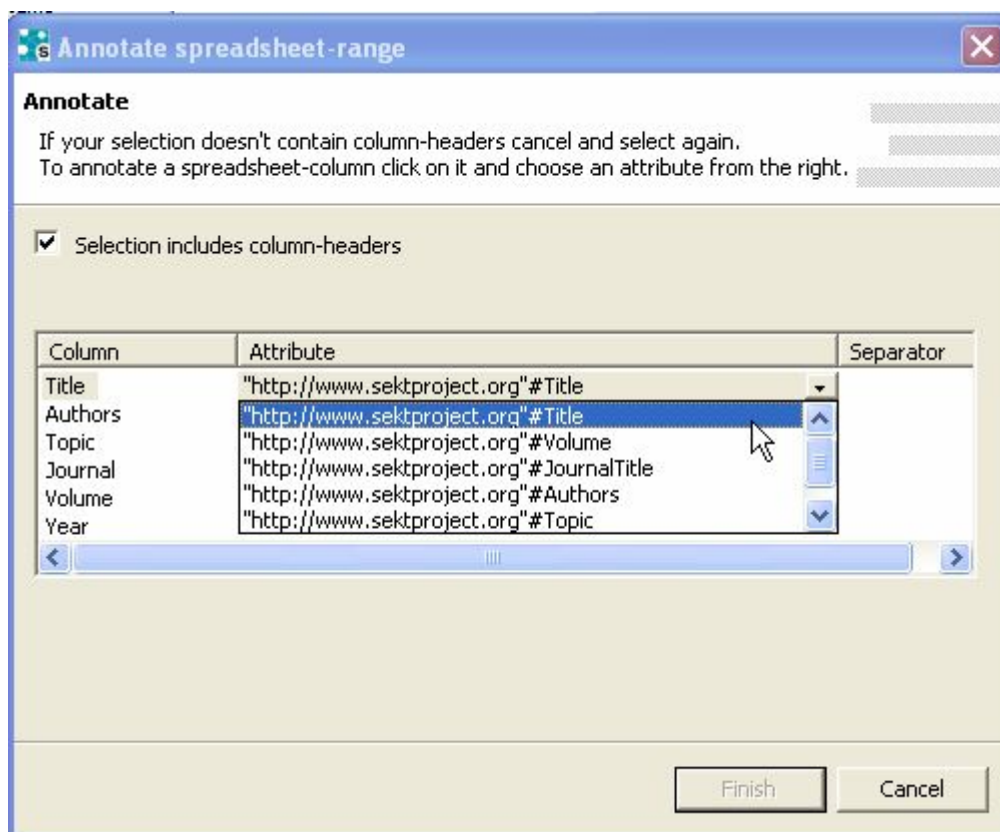 Annotate spreadsheet-range
Annotate
If your selection doesn't contain column-headers cancel and select again.
To annotate a spreadsheet-column click on it and choose an attribute from the right.
Selection includes column-headers
Column Attribute Separator
Title "http://www.sektproject.org"#Title
Authors "http://www.sektproject.org"#Title
Topic "http://www.sektproject.org"#Volume
Journal "http://www.sektproject.org"#JournalTitle
Volume "http://www.sektproject.org"#Authors
Year "http://www.sektproject.org"#Topic
Finish Cancel